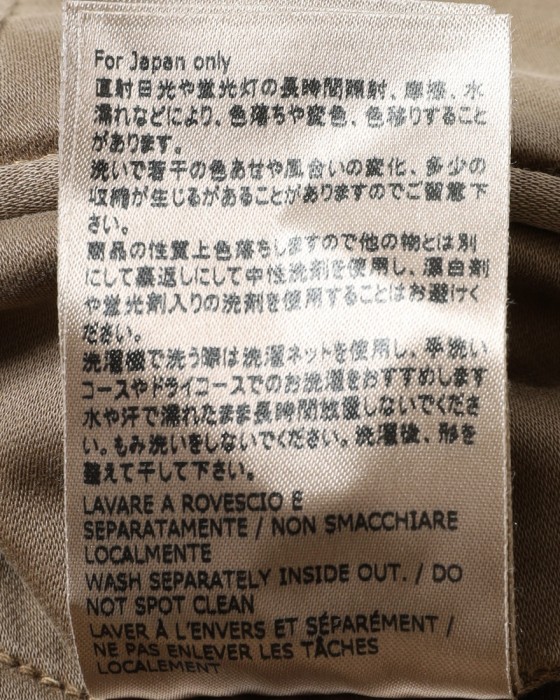 For Japan only
直射日光や蛍光灯の長時間照射、摩擦、水
濡れなどにより、色落ちや変色、色移りすること
があります。
洗いで若干の色あせや風合いの変化、多少の
収縮が生じるがあることがありますのでご留意下
さい。
商品の性質上色落ちしますので他の物とは別
にして裏返しにして中性洗剤を使用し、漂白剤
や蛍光剤入りの洗剤を使用することはお避けく
ださい。
洗濯機で洗う際は洗濯ネットを使用し、手洗い
コースやドライコースでのお洗濯をおすすめします
水や汗で濡れたまま長時間放置しないでくださ
い。もみ洗いをしないでください。洗濯後、形を
整えて干して下さい。
LAVARE A ROVESCIO E
SEPARATAMENTE / NON SMACCHIARE
LOCALMENTE
WASH SEPARATELY INSIDE OUT. / DO
NOT SPOT CLEAN
LAVER À L'ENVERS ET SÉPARÉMENT /
NE PAS ENLEVER LES TÂCHES
LOCALEMENT